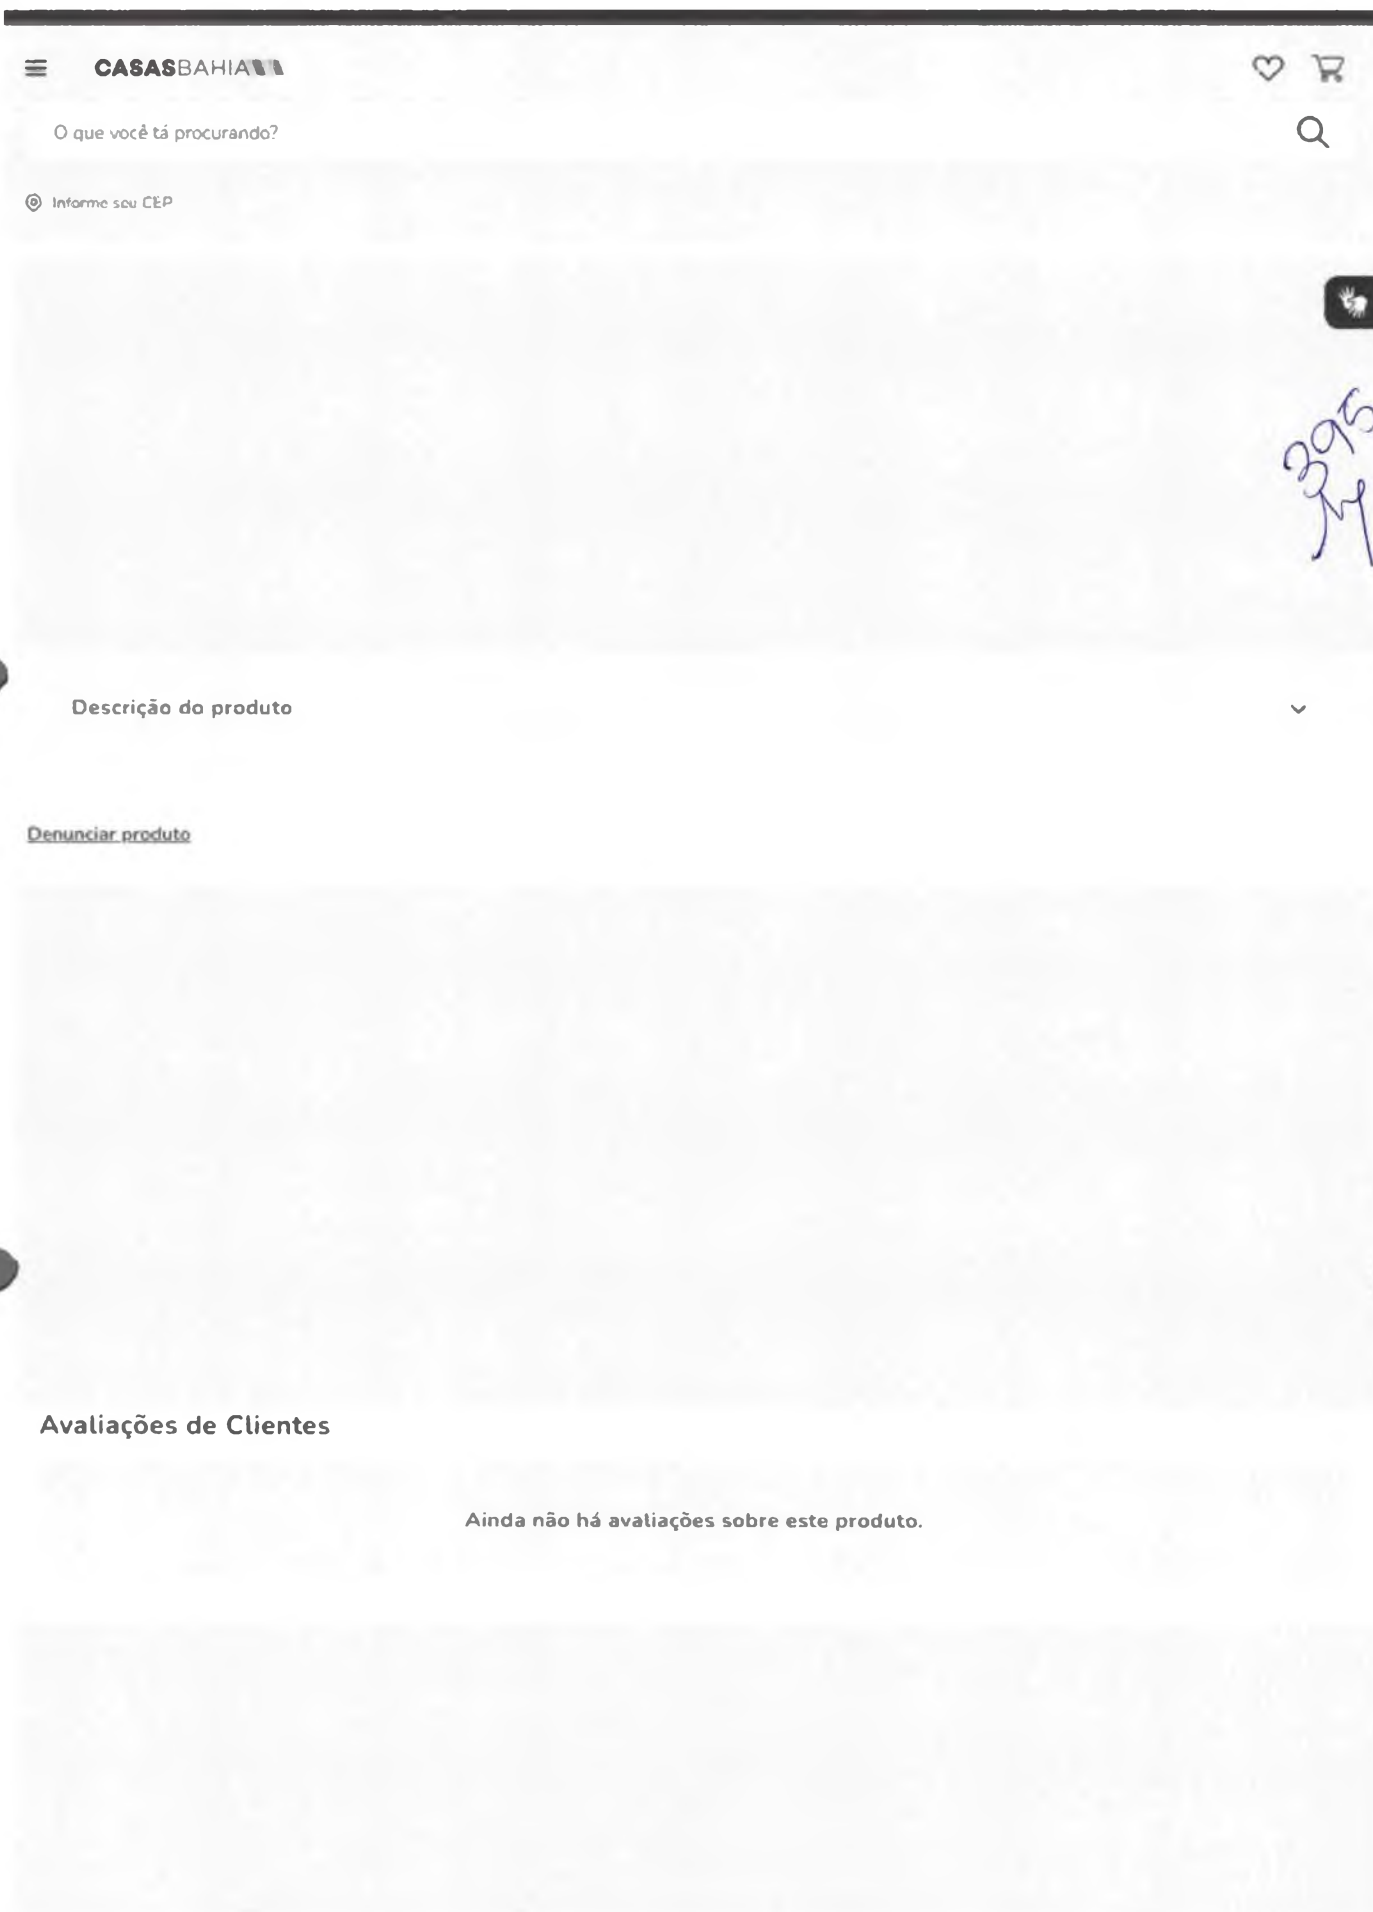 CASASBAHIA
O que você tá procurando?
Informe seu CEP
395
Descrição do produto
Denunciar produto
Avaliações de Clientes
Ainda não há avaliações sobre este produto.